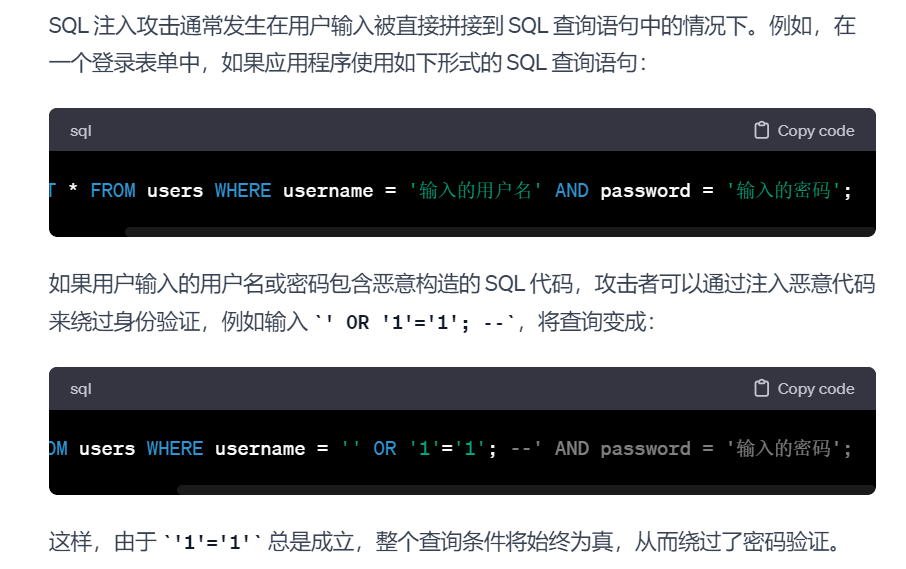 SQL 注入攻击通常发生在用户输入被直接拼接到 SQL 查询语句中的情况下。例如，在
一个登录表单中，如果应用程序使用如下形式的 SQL 查询语句：
sql Copy code
T * FROM users WHERE username = '输入的用户名' AND password = '输入的密码';
如果用户输入的用户名或密码包含恶意构造的 SQL 代码，攻击者可以通过注入恶意代码
来绕过身份验证，例如输入 `' OR '1'='1'; --`，将查询变成：
sql Copy code
OM users WHERE username = '' OR '1'='1'; --' AND password = '输入的密码';
这样，由于 `'1'='1'` 总是成立，整个查询条件将始终为真，从而绕过了密码验证。